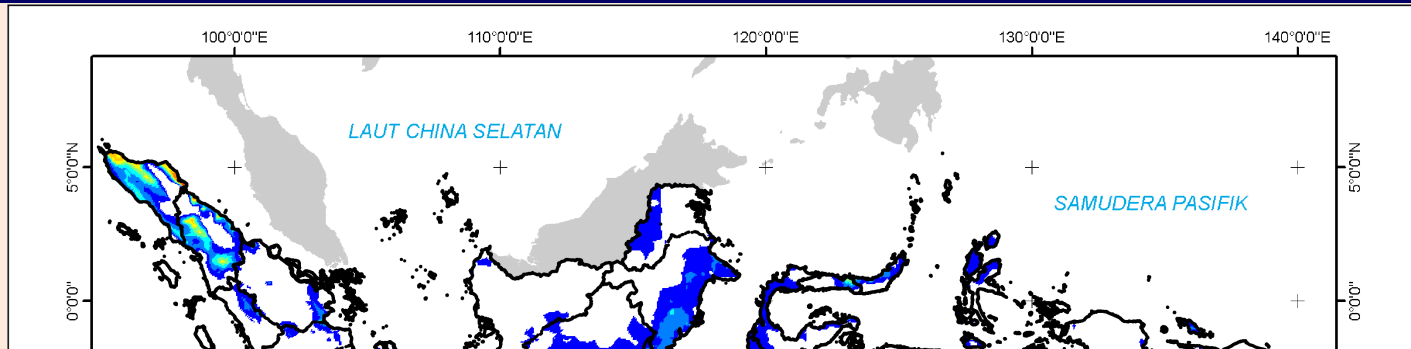 100°0'0"E 110°0'0"E 120°0'0"E 130°0'0"E 140°0'0"E
LAUT CHINA SELATAN
5°0'0"N 5°0'0"N
SAMUDERA PASIFIK
0°0'0" 0°0'0"